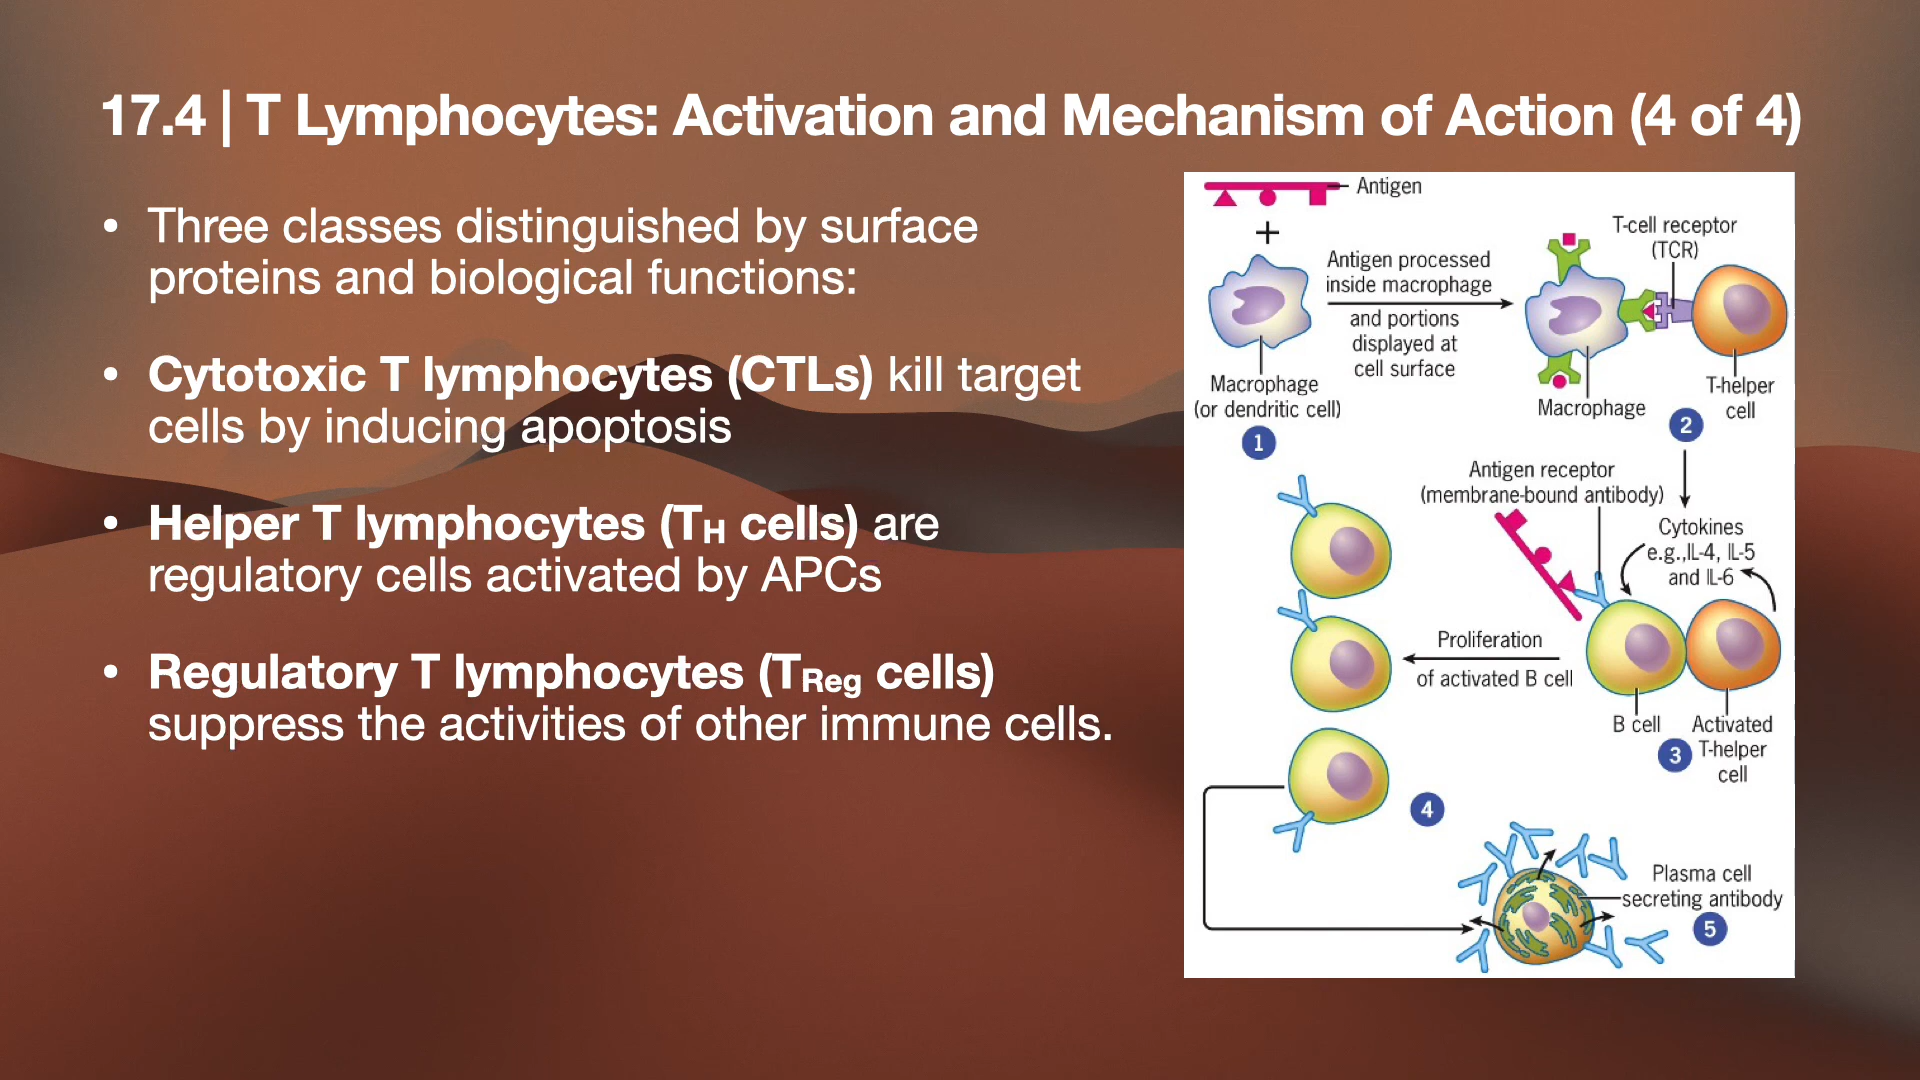 17.4 | T Lymphocytes: Activation and Mechanism of Action (4 of 4)
• Three classes distinguished by surface
proteins and biological functions:
• Cytotoxic T lymphocytes (CTLs) kill target
cells by inducing apoptosis
• Helper T lymphocytes (TH cells) are
regulatory cells activated by APCs
• Regulatory T lymphocytes (TReg cells)
suppress the activities of other immune cells.
Antigen
+
Macrophage
(or dendritic cell)
1
Antigen processed
inside macrophage
and portions
displayed at
cell surface
T-cell receptor
(TCR)
Macrophage
T-helper
cell
2
Antigen receptor
(membrane-bound antibody)
Cytokines
e.g.,IL-4, IL-5
and IL-6
B cell
Activated
T-helper
cell
3
Proliferation
of activated B cell
4
Plasma cell
secreting antibody
5